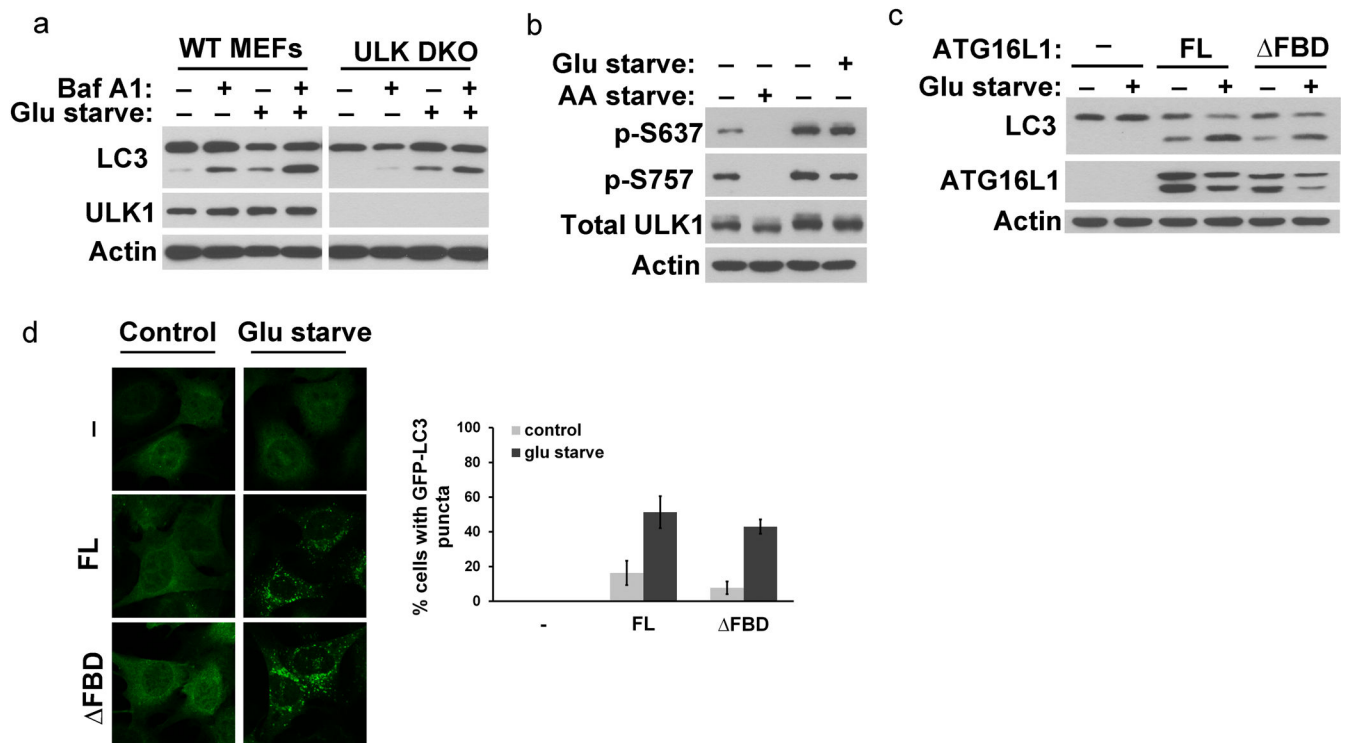 a
WT MEFs
ULK DKO
Baf A1: – + – + – + – +
Glu starve: – – + + – – + +
LC3
ULK1
Actin
b
Glu starve: – – – +
AA starve: – + – –
p-S637
p-S757
Total ULK1
Actin
c
ATG16L1: – FL ΔFBD
Glu starve: – + – + – +
LC3
ATG16L1
Actin
d
Control
Glu starve
–
FL
ΔFBD
% cells with GFP-LC3
puncta
100
80
60
40
20
0
control
glu starve
- FL ΔFBD